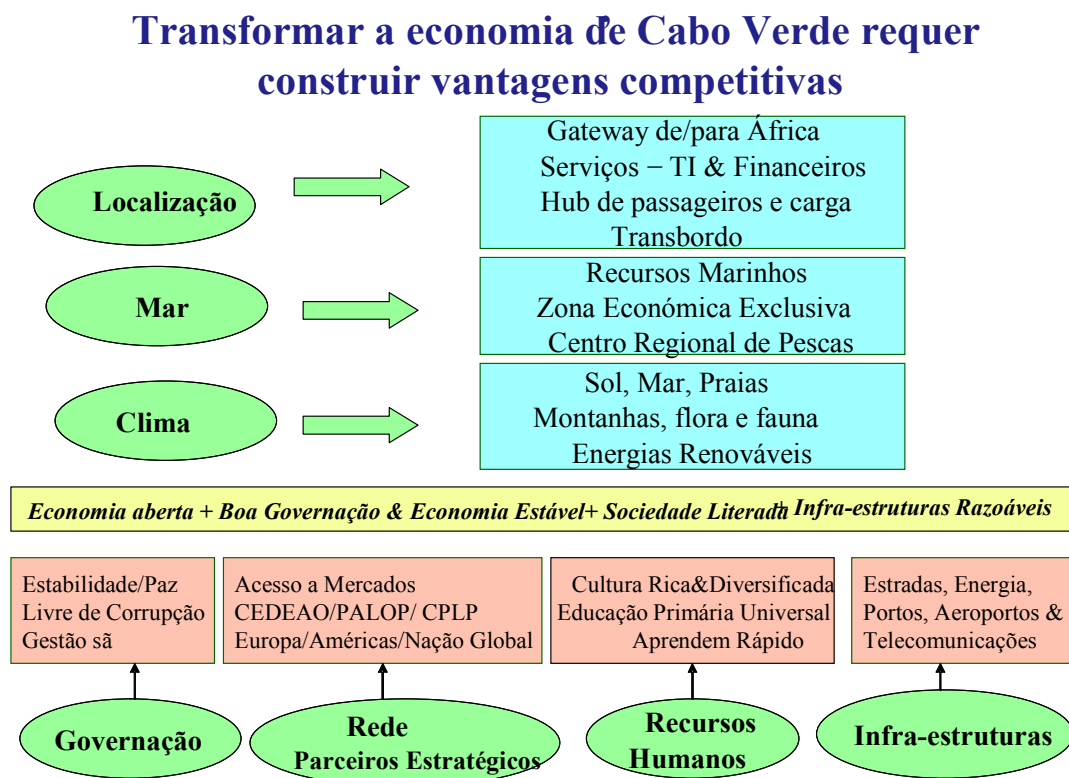 Transformar a economia de Cabo Verde requer
construir vantagens competitivas
Localização
Gateway de/para África
Serviços − TI & Financeiros
Hub de passageiros e carga
Transbordo
Mar
Recursos Marinhos
Zona Económica Exclusiva
Centro Regional de Pescas
Clima
Sol, Mar, Praias
Montanhas, flora e fauna
Energias Renováveis
Economia aberta + Boa Governação & Economia Estável+ Sociedade Literada + Infra-estruturas Razoáveis
Estabilidade/Paz
Livre de Corrupção
Gestão sã
Acesso a Mercados
CEDEAO/PALOP/ CPLP
Europa/Américas/Nação Global
Cultura Rica&Diversificada
Educação Primária Universal
Aprendem Rápido
Estradas, Energia,
Portos, Aeroportos &
Telecomunicações
Governação
Rede
Parceiros Estratégicos
Recursos
Humanos
Infra-estruturas